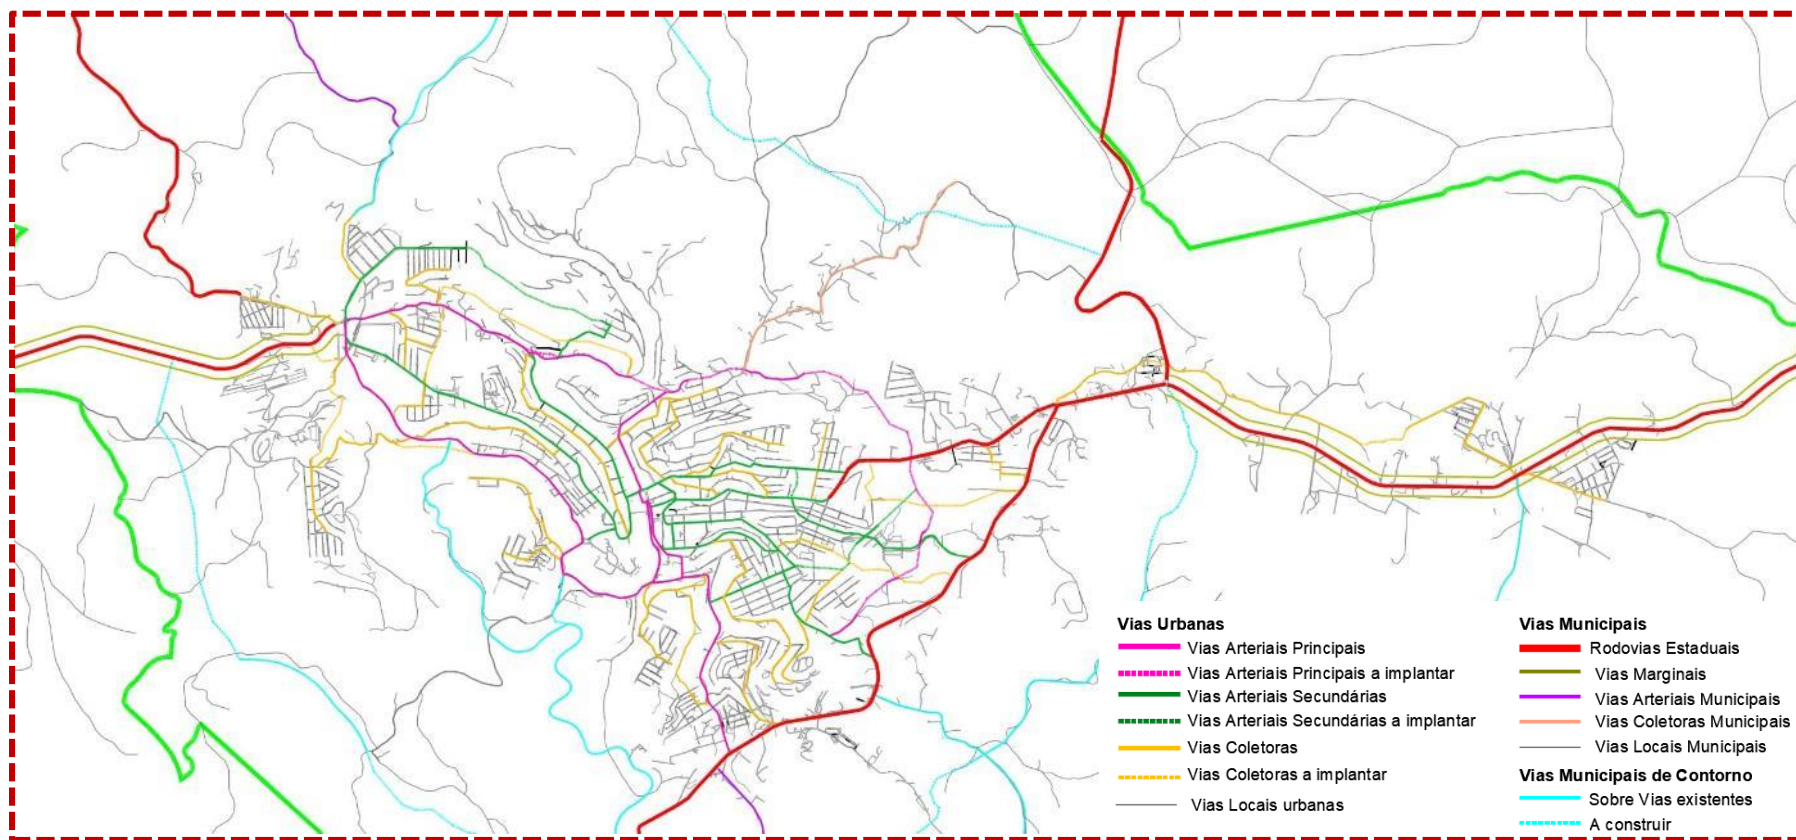 Vias Urbanas
Vias Arteriais Principais
Vias Arteriais Principais a implantar
Vias Arteriais Secundárias
Vias Arteriais Secundárias a implantar
Vias Coletoras
Vias Coletoras a implantar
Vias Locais urbanas
Vias Municipais
Rodovias Estaduais
Vias Marginais
Vias Arteriais Municipais
Vias Coletoras Municipais
Vias Locais Municipais
Vias Municipais de Contorno
Sobre Vias existentes
A construir